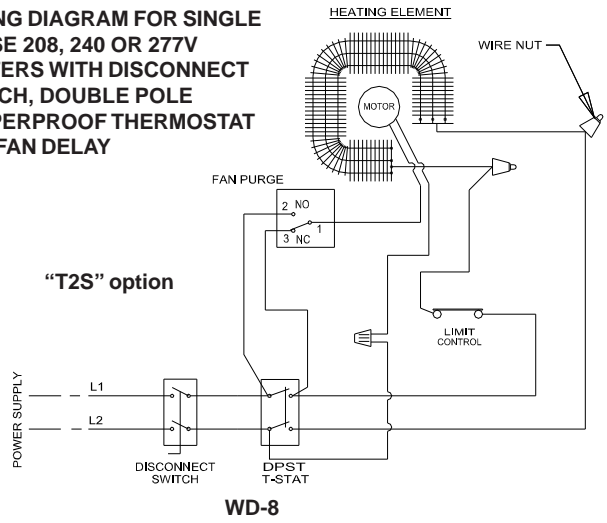 NG DIAGRAM FOR SINGLE
SE 208, 240 OR 277V
TERS WITH DISCONNECT
CH, DOUBLE POLE
PERPROOF THERMOSTAT
FAN DELAY
HEATING ELEMENT
WIRE NUT
MOTOR
FAN PURGE
2 NO
1
3 NC
"T2S" option
LIMIT
CONTROL
POWER SUPPLY
L1
L2
DISCONNECT
SWITCH
DPST
T-STAT
WD-8